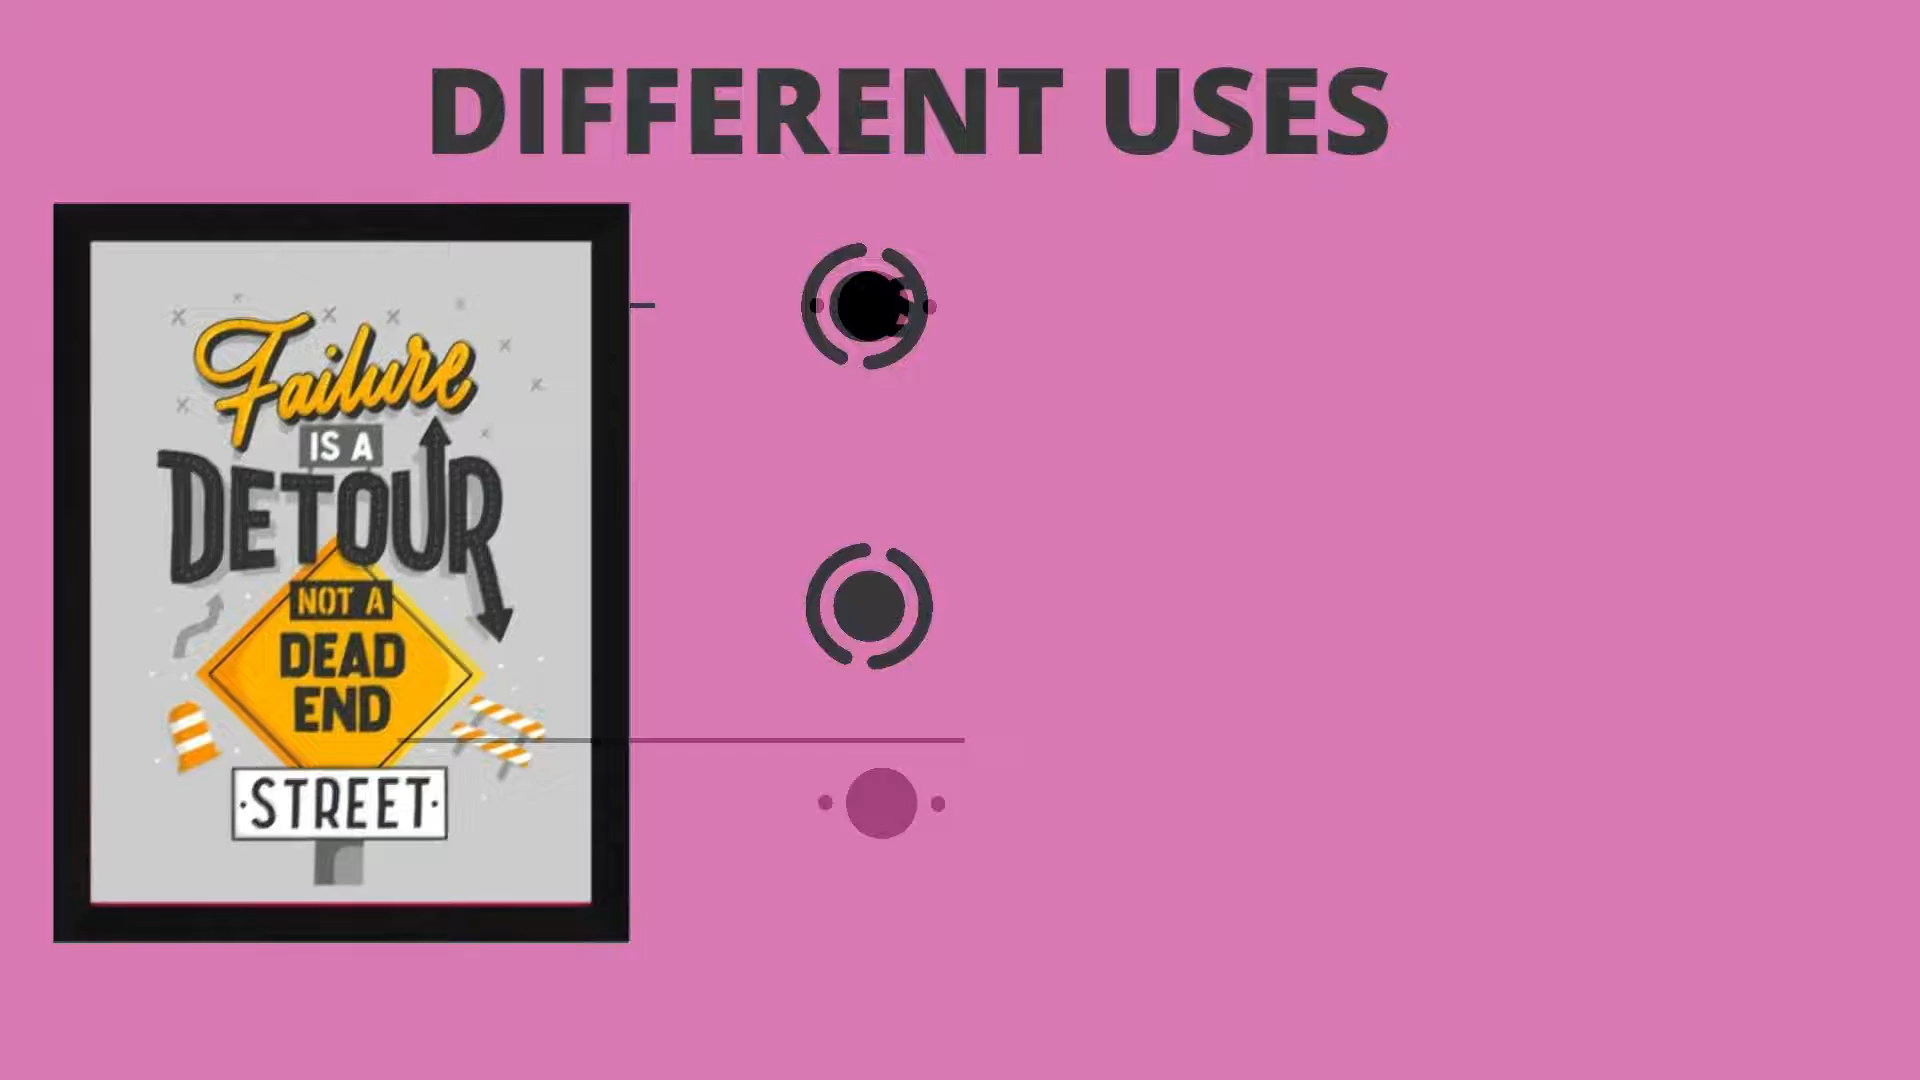 DIFFERENT USES
Failure
IS A
DETOUR
NOT A
DEAD
END
STREET